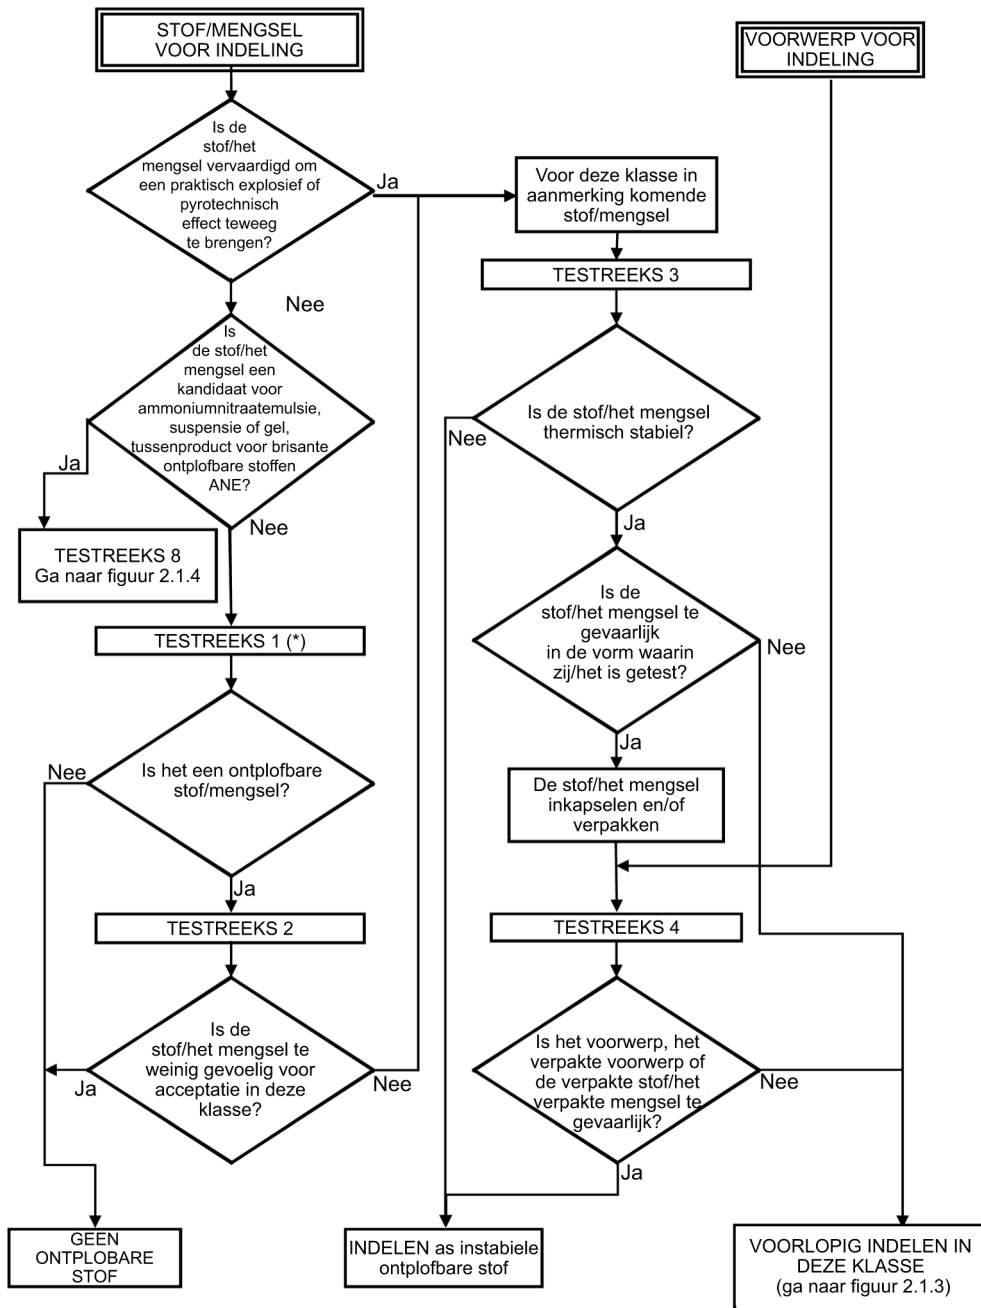 STOF/MENGSEL
VOOR INDELING
VOORWERP VOOR
INDELING
Is de
stof/het
mengsel vervaardigd om
een praktisch explosief of
pyrotechnisch
effect teweeg
te brengen?
Ja
Voor deze klasse in
aanmerking komende
stof/mengsel
TESTREEKS 3
Nee
Is
de stof/het
mengsel een
kandidaat voor
ammoniumnitraatemulsie,
suspensie of gel,
tussenproduct voor brisante
ontplofbare stoffen
ANE?
Ja
Nee
Is de stof/het mengsel
thermisch stabiel?
Nee
Ja
TESTREEKS 8
Ga naar figuur 2.1.4
TESTREEKS 1 (*)
Is de
stof/het mengsel te
gevaarlijk
in de vorm waarin
zij/het is getest?
Nee
Ja
Nee
Is het een ontplofbare
stof/mengsel?
Ja
De stof/het mengsel
inkapselen en/of
verpakken
TESTREEKS 2
TESTREEKS 4
Is de
stof/het mengsel te
weinig gevoelig voor
acceptatie in deze
klasse?
Ja
Nee
Is het voorwerp, het
verpakte voorwerp of
de verpakte stof/het
verpakte mengsel te
gevaarlijk?
Nee
Ja
GEEN
ONTPLOBARE
STOF
INDELEN as instabiele
ontplofbare stof
VOORLOPIG INDELEN IN
DEZE KLASSE
(ga naar figuur 2.1.3)